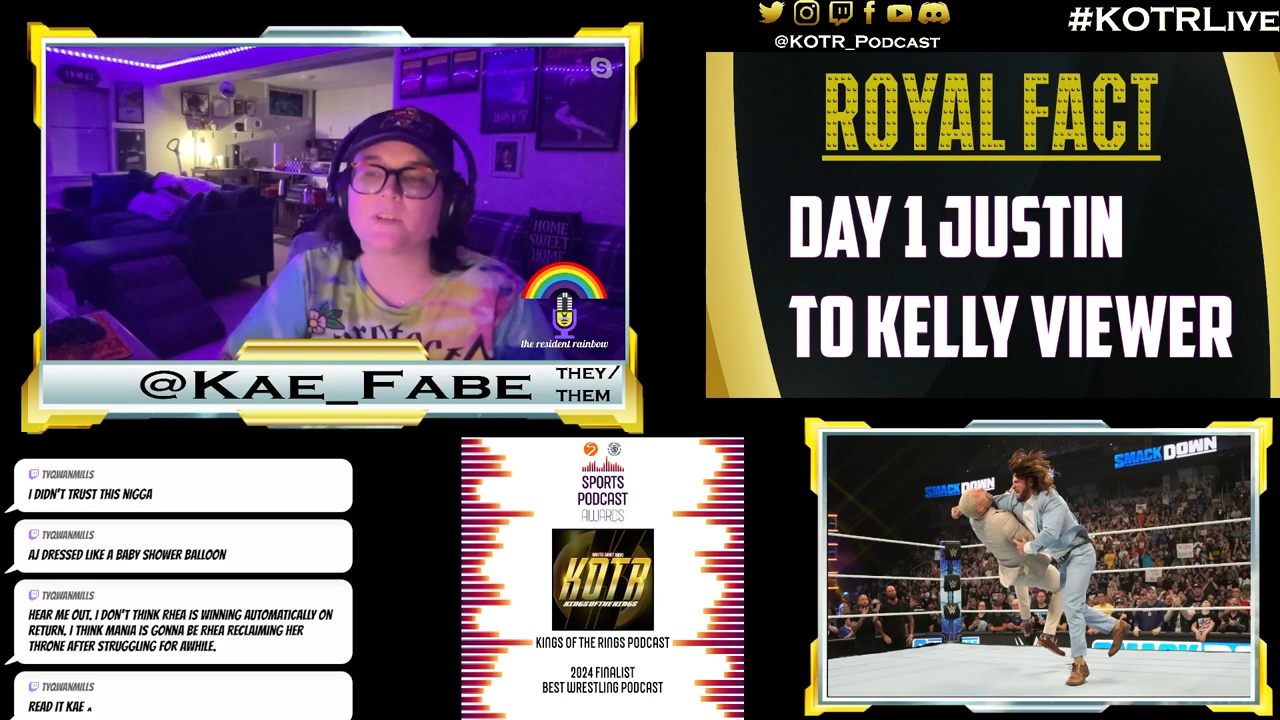 @KOTR_PODCAST
#KOTRLIVE
ROYAL FACT
DAY 1 JUSTIN
TO KELLY VIEWER
HOME
SWEET
HOME
the resident rainbow
@KAE_FABE
THEY/
THEM
TYQWANMILLS
I DIDN'T TRUST THIS NIGGA
TYQWANMILLS
AJ DRESSED LIKE A BABY SHOWER BALLOON
TYQWANMILLS
HEAR ME OUT. I DON'T THINK RHEA IS WINNING AUTOMATICALLY ON
RETURN. I THINK MANIA IS GONNA BE RHEA RECLAIMING HER
THRONE AFTER STRUGGLING FOR AWHILE.
TYQWANMILLS
READ IT KAE ^
SPORTS
PODCAST
AWARDS
KOTR
KINGS OF THE RINGS
KINGS OF THE RINGS PODCAST
2024 FINALIST
BEST WRESTLING PODCAST
SMACKDOWN
SMACKDOWN